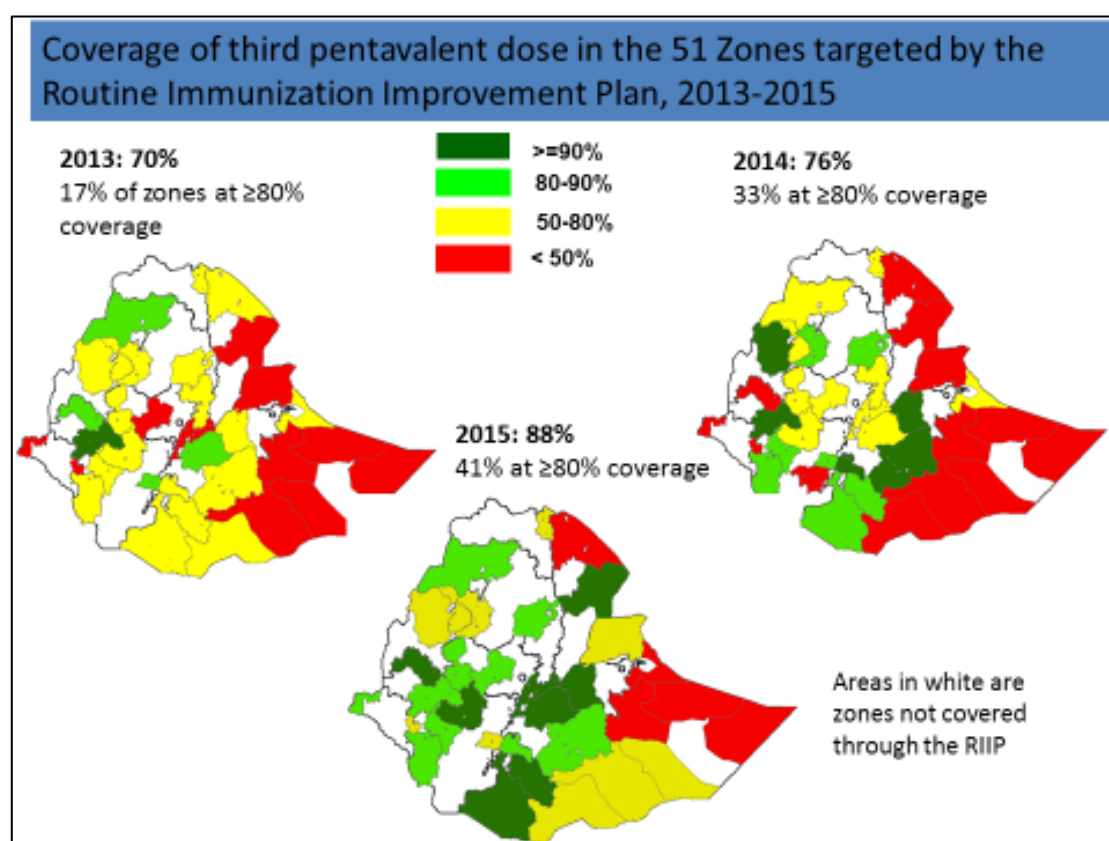 Coverage of third pentavalent dose in the 51 Zones targeted by the
Routine Immunization Improvement Plan, 2013-2015
2013: 70%
17% of zones at ≥80%
coverage
>=90%
80-90%
50-80%
< 50%
2014: 76%
33% at ≥80% coverage
2015: 88%
41% at ≥80% coverage
Areas in white are
zones not covered
through the RIIP